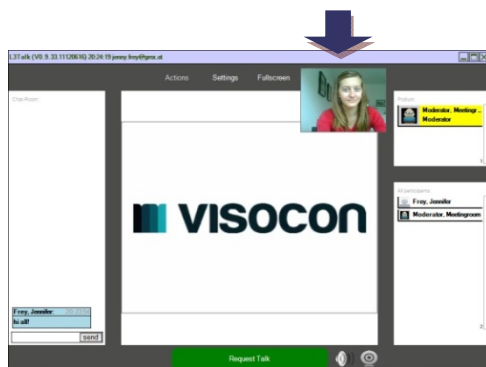 L3Talk (V0. 9. 33.11120616) 20:24:19 jenny.frey@gmx.at
Actions Settings Fullscreen
Chat-Room
Podium
Moderator, Meetingr ..
Moderator
All participants
Frey, Jennifer
Moderator, Meetingroom
VISOCON
Frey, Jennifer:
hi all!
send
Request Talk